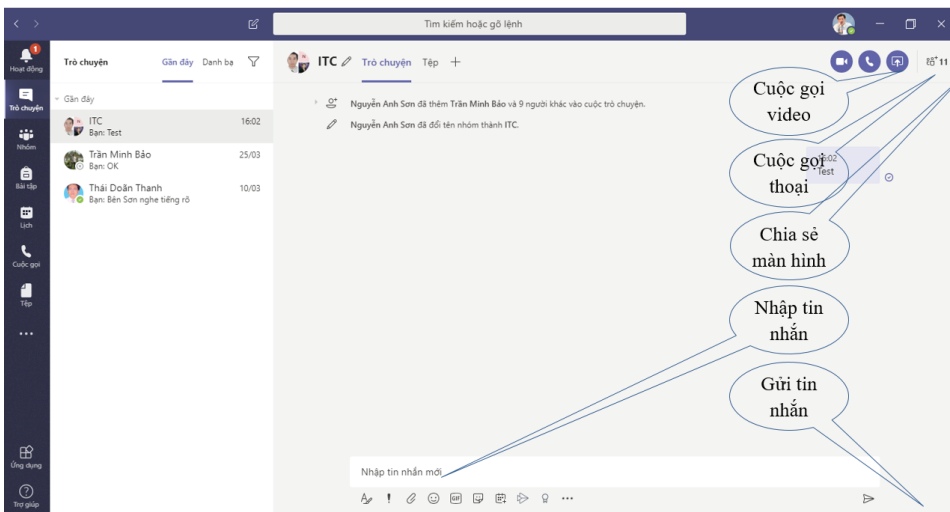 Tìm kiếm hoặc gõ lệnh
1
Hoạt động
Trò chuyện
Nhóm
Bài tập
Lịch
Cuộc gọi
Tệp
Ứng dụng
Trợ giúp
Trò chuyện Gần đây Danh bạ
Gần đây
ITC 16:02
Bạn: Test
Trần Minh Bảo 25/03
Bạn: OK
Thái Doãn Thanh 10/03
Bạn: Bên Sơn nghe tiếng rõ
ITC Trò chuyện Tệp +
11
Nguyễn Anh Sơn đã thêm Trần Minh Bảo và 9 người khác vào cuộc trò chuyện.
Nguyễn Anh Sơn đã đổi tên nhóm thành ITC.
16:02
Test
Cuộc gọi
video
Cuộc gọi
thoại
Chia sẻ
màn hình
Nhập tin
nhắn
Gửi tin
nhắn
Nhập tin nhắn mới
GIF